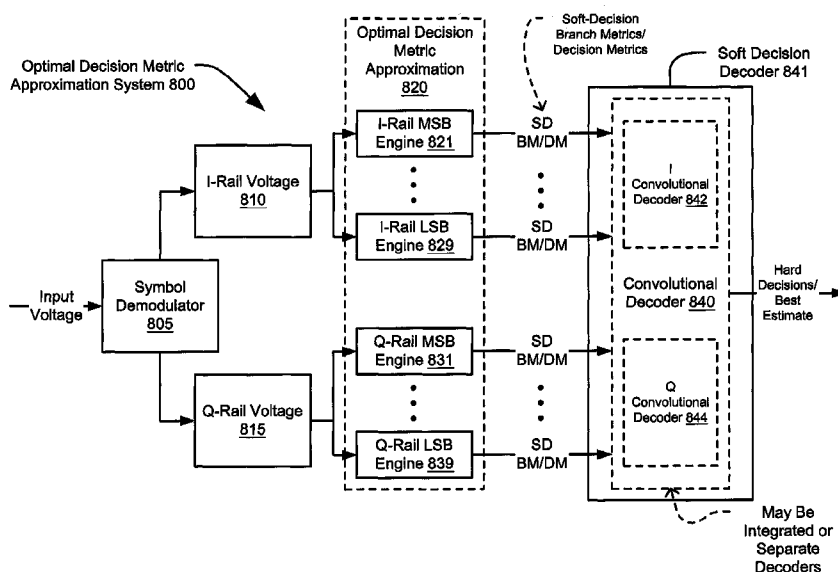 Optimal Decision Metric
Approximation System 800
Optimal Decision
Metric
Approximation
820
Soft-Decision
Branch Metrics/
Decision Metrics
Soft Decision
Decoder 841
Input
Voltage
Symbol
Demodulator
805
I-Rail Voltage
810
Q-Rail Voltage
815
I-Rail MSB
Engine 821
I-Rail LSB
Engine 829
Q-Rail MSB
Engine 831
Q-Rail LSB
Engine 839
SD
BM/DM
SD
BM/DM
SD
BM/DM
SD
BM/DM
I
Convolutional
Decoder 842
Convolutional
Decoder 840
Q
Convolutional
Decoder 844
Hard
Decisions/
Best
Estimate
May Be
Integrated or
Separate
Decoders